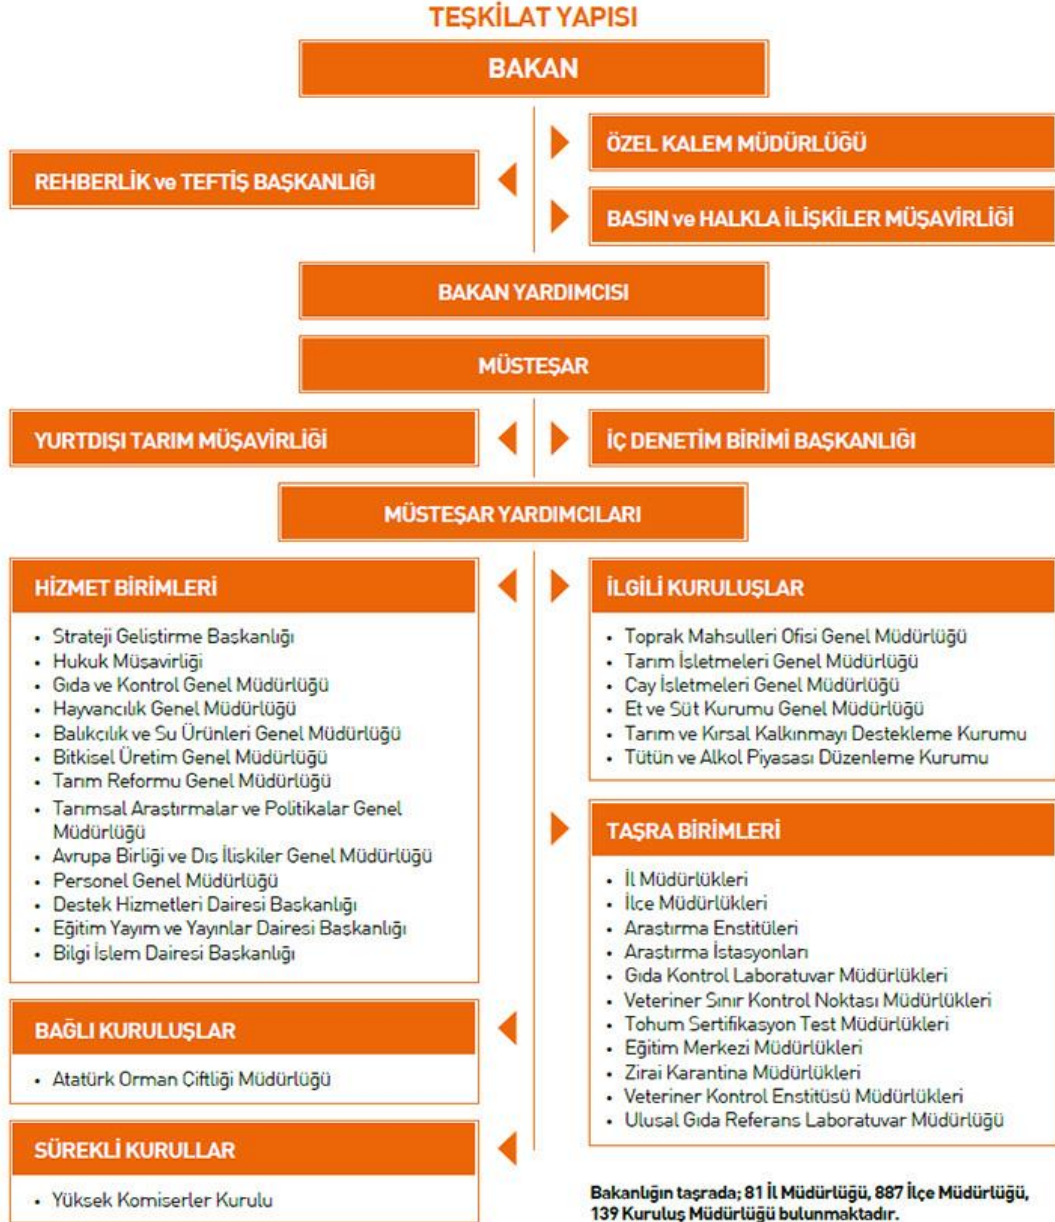 TEŞKİLAT YAPISI
BAKAN
ÖZEL KALEM MÜDÜRLÜĞÜ
REHBERLİK ve TEFTİŞ BAŞKANLIĞI
BASIN ve HALKLA İLİŞKİLER MÜŞAVİRLİĞİ
BAKAN YARDIMCISI
MÜSTEŞAR
YURTDIŞI TARIM MÜŞAVİRLİĞİ
İÇ DENETİM BİRİMİ BAŞKANLIĞI
MÜSTEŞAR YARDIMCILARI
HİZMET BİRİMLERİ
• Strateji Geliştirme Başkanlığı
• Hukuk Müşavirliği
• Gıda ve Kontrol Genel Müdürlüğü
• Hayvancılık Genel Müdürlüğü
• Balıkçılık ve Su Ürünleri Genel Müdürlüğü
• Bitkisel Üretim Genel Müdürlüğü
• Tarım Reformu Genel Müdürlüğü
• Tarımsal Araştırmalar ve Politikalar Genel
Müdürlüğü
• Avrupa Birliği ve Dış İlişkiler Genel Müdürlüğü
• Personel Genel Müdürlüğü
• Destek Hizmetleri Dairesi Başkanlığı
• Eğitim Yayım ve Yayınlar Dairesi Başkanlığı
• Bilgi İşlem Dairesi Başkanlığı
BAĞLI KURULUŞLAR
• Atatürk Orman Çiftliği Müdürlüğü
SÜREKLİ KURULLAR
• Yüksek Komiserler Kurulu
İLGİLİ KURULUŞLAR
• Toprak Mahsulleri Ofisi Genel Müdürlüğü
• Tarım İşletmeleri Genel Müdürlüğü
• Çay İşletmeleri Genel Müdürlüğü
• Et ve Süt Kurumu Genel Müdürlüğü
• Tarım ve Kırsal Kalkınmayı Destekleme Kurumu
• Tütün ve Alkol Piyasası Düzenleme Kurumu
TAŞRA BİRİMLERİ
• İl Müdürlükleri
• İlçe Müdürlükleri
• Araştırma Enstitüleri
• Araştırma İstasyonları
• Gıda Kontrol Laboratuvar Müdürlükleri
• Veteriner Sınır Kontrol Noktası Müdürlükleri
• Tohum Sertifikasyon Test Müdürlükleri
• Eğitim Merkezi Müdürlükleri
• Zirai Karantina Müdürlükleri
• Veteriner Kontrol Enstitüsü Müdürlükleri
• Ulusal Gıda Referans Laboratuvar Müdürlüğü
Bakanlığın taşrada; 81 İl Müdürlüğü, 887 İlçe Müdürlüğü,
139 Kuruluş Müdürlüğü bulunmaktadır.